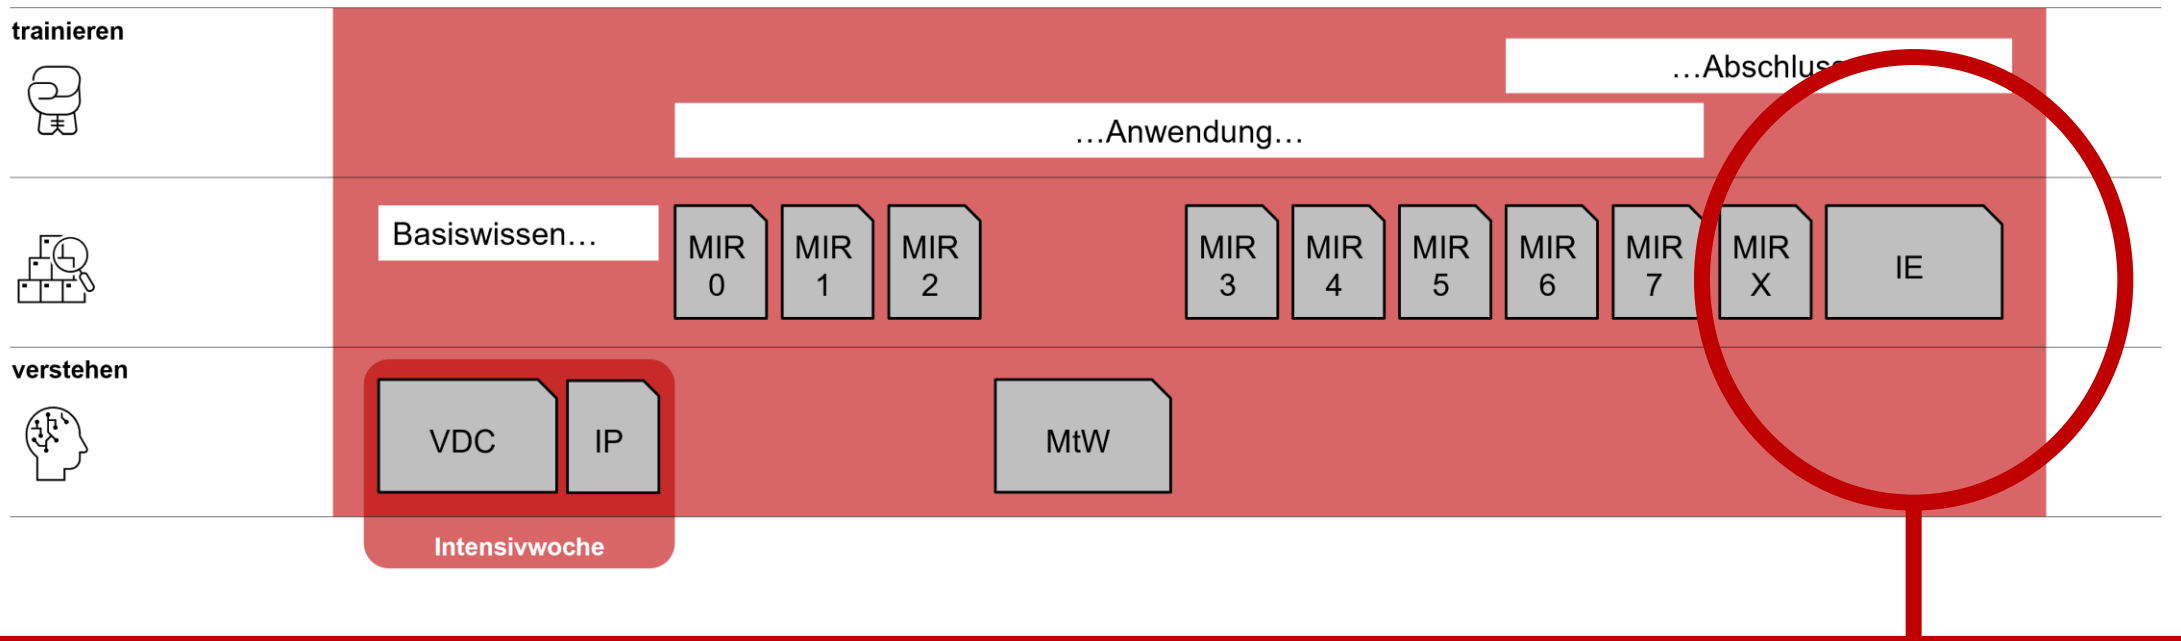 trainieren
…Abschluss
…Anwendung…
Basiswissen…
MIR
0
MIR
1
MIR
2
MIR
3
MIR
4
MIR
5
MIR
6
MIR
7
MIR
X
IE
verstehen
VDC
IP
MtW
Intensivwoche